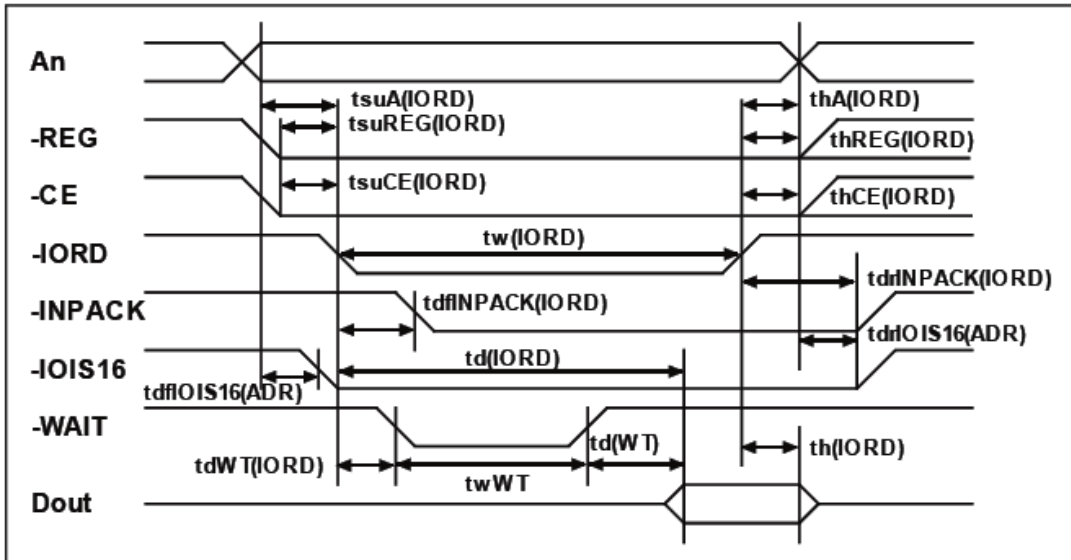 An
tsuA(IORD)
thA(IORD)
tsuREG(IORD)
-REG
thREG(IORD)
tsuCE(IORD)
-CE
thCE(IORD)
tw(IORD)
-IORD
tdrINPACK(IORD)
-INPACK
tdfINPACK(IORD)
tdrIOIS16(ADR)
td(IORD)
-IOIS16
tdfIOIS16(ADR)
-WAIT
td(WT)
th(IORD)
tdWT(IORD)
twWT
Dout